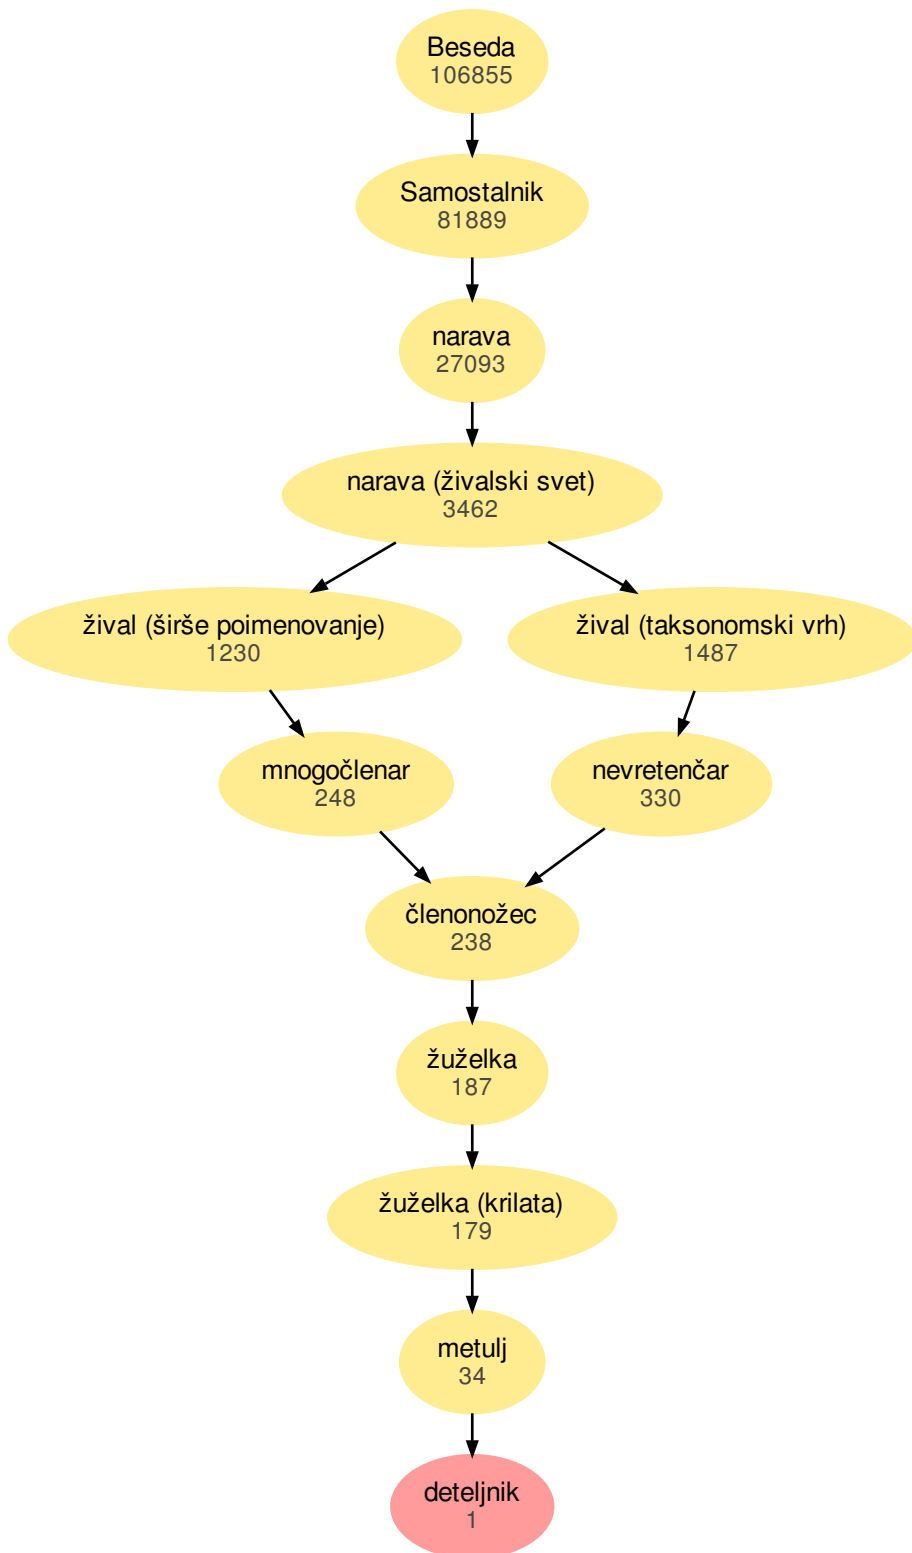 Beseda
106855
Samostalnik
81889
narava
27093
narava (živalski svet)
3462
žival (širše poimenovanje)
1230
žival (taksonomski vrh)
1487
mnogočlenar
248
nevretenčar
330
členonožec
238
žuželka
187
žuželka (krilata)
179
metulj
34
deteljnik
1